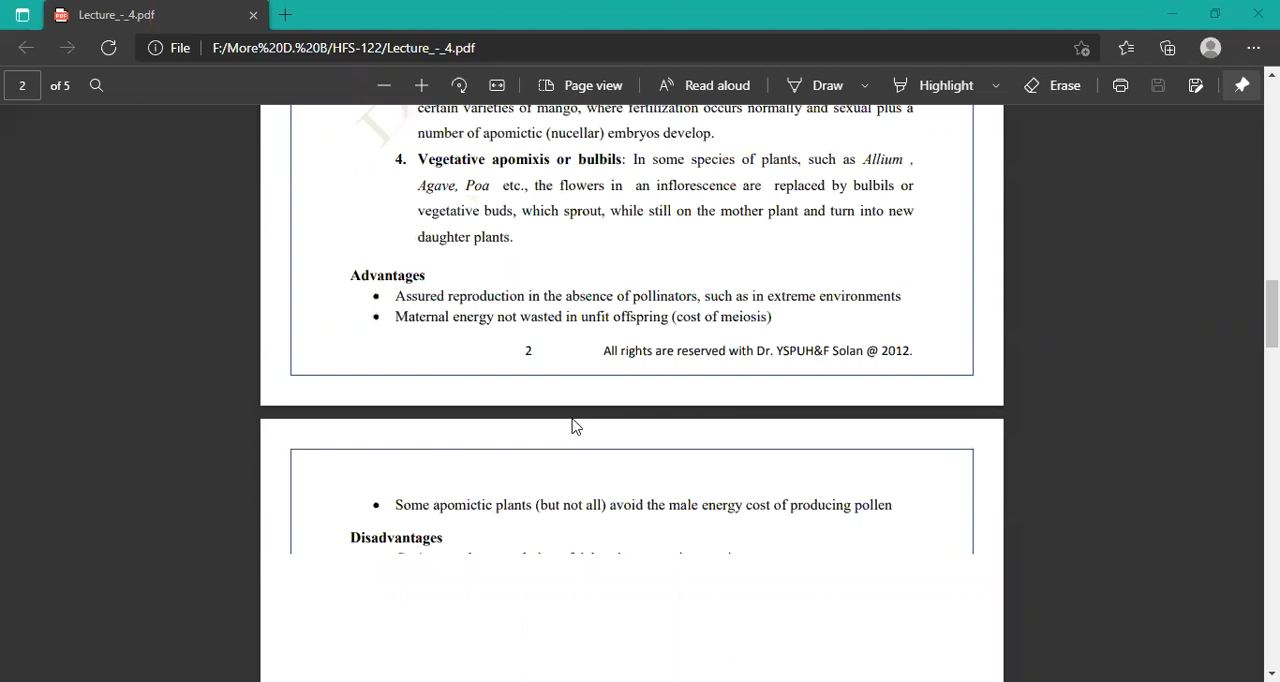 Lecture_-_4.pdf
File F:/More%20D.%20B/HFS-122/Lecture_-_4.pdf
2 of 5 Page view Read aloud Draw Highlight Erase
certain varieties of mango, where fertilization occurs normally and sexual plus a
number of apomictic (nucellar) embryos develop.
4. Vegetative apomixis or bulbils: In some species of plants, such as Allium ,
Agave, Poa etc., the flowers in an inflorescence are replaced by bulbils or
vegetative buds, which sprout, while still on the mother plant and turn into new
daughter plants.
Advantages
• Assured reproduction in the absence of pollinators, such as in extreme environments
• Maternal energy not wasted in unfit offspring (cost of meiosis)
2 All rights are reserved with Dr. YSPUH&F Solan @ 2012.
• Some apomictic plants (but not all) avoid the male energy cost of producing pollen
Disadvantages